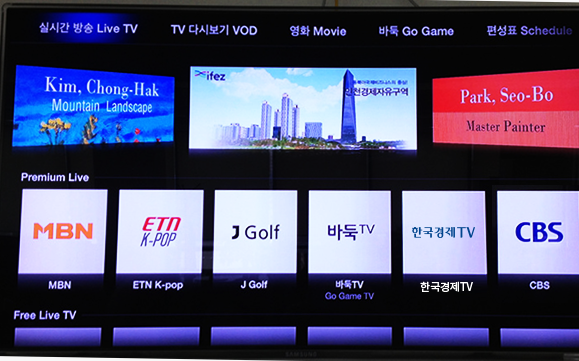 실시간 방송 Live TV
TV 다시보기 VOD
영화 Movie
바둑 Go Game
편성표 Schedule
Kim, Chong-Hak
Mountain Landscape
ifez
인천경제자유구역
Park, Seo-Bo
Master Painter
Premium Live
MBN
ETN
K-POP
J Golf
바둑TV
한국경제TV
CBS
MBN
ETN K-pop
J Golf
바둑TV
Go Game TV
한국경제TV
CBS
Free Live TV
SAMSUNG